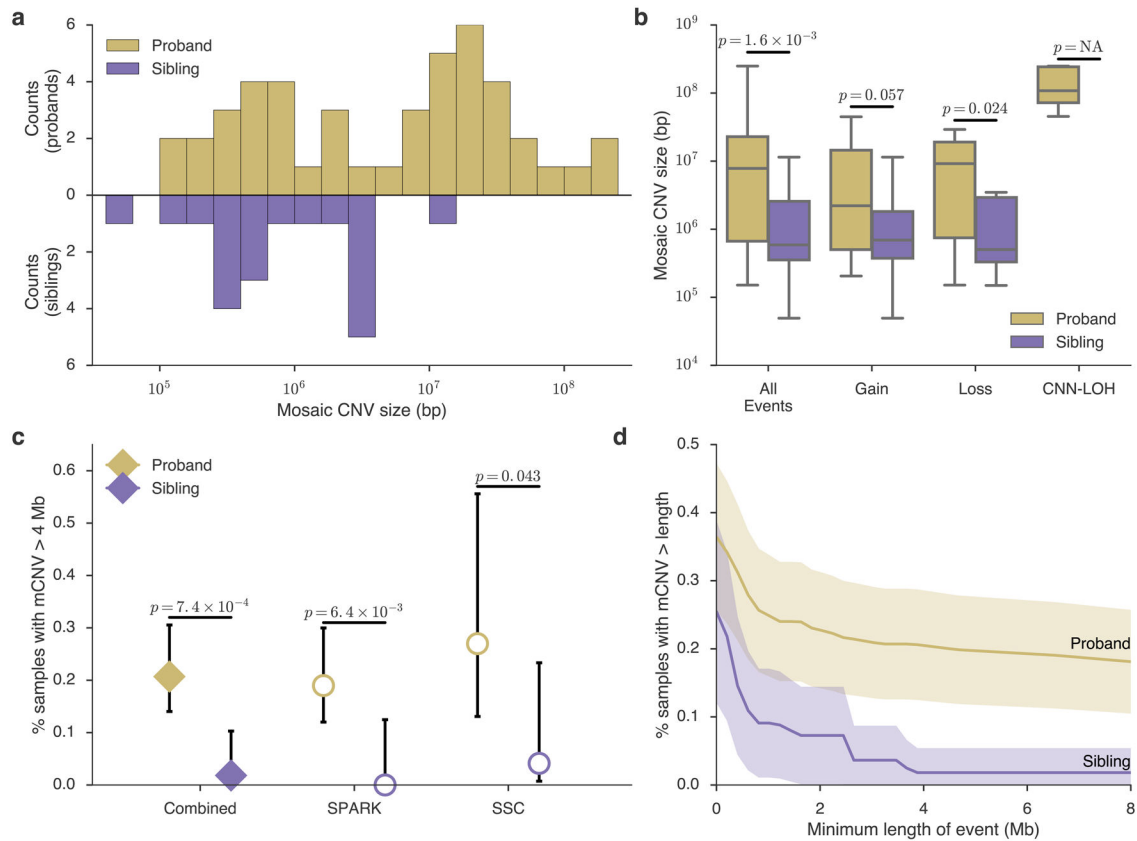 a
Counts
(probands)
6
4
2
0
2
4
6
Counts
(siblings)
Proband
Sibling
10^5
10^6
10^7
10^8
Mosaic CNV size (bp)
b
Mosaic CNV size (bp)
10^9
10^8
10^7
10^6
10^5
10^4
p = 1.6 × 10^−3
p = 0.057
p = 0.024
p = NA
Proband
Sibling
All
Events
Gain
Loss
CNN-LOH
c
% samples with mCNV > 4 Mb
0.6
0.5
0.4
0.3
0.2
0.1
0.0
Proband
Sibling
p = 7.4 × 10^−4
p = 6.4 × 10^−3
p = 0.043
Combined
SPARK
SSC
d
% samples with mCNV > length
0.5
0.4
0.3
0.2
0.1
0.0
Proband
Sibling
0
2
4
6
8
Minimum length of event (Mb)